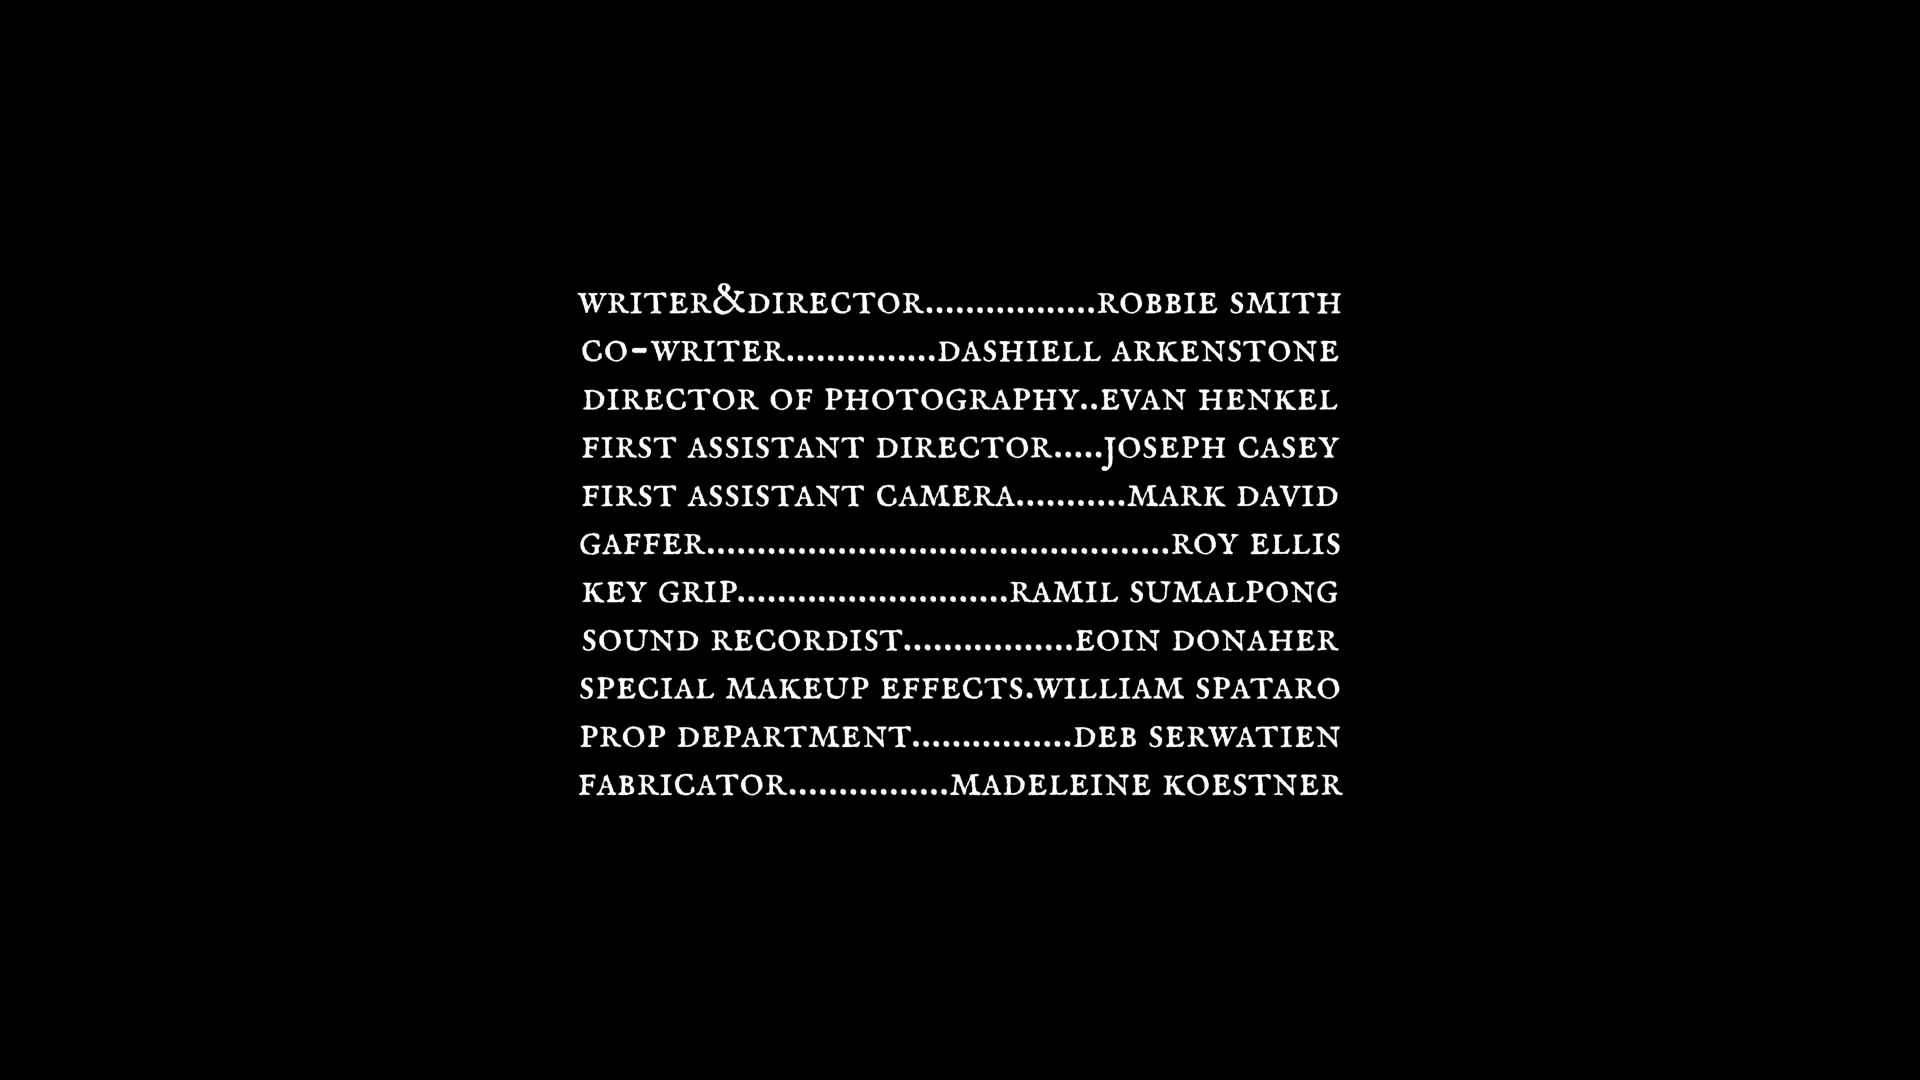 WRITER&DIRECTOR.................ROBBIE SMITH
CO-WRITER...............DASHIELL ARKENSTONE
DIRECTOR OF PHOTOGRAPHY..EVAN HENKEL
FIRST ASSISTANT DIRECTOR.....JOSEPH CASEY
FIRST ASSISTANT CAMERA...........MARK DAVID
GAFFER..............................................ROY ELLIS
KEY GRIP...........................RAMIL SUMALPONG
SOUND RECORDIST.................EOIN DONAHER
SPECIAL MAKEUP EFFECTS.WILLIAM SPATARO
PROP DEPARTMENT................DEB SERWATIEN
FABRICATOR................MADELEINE KOESTNER